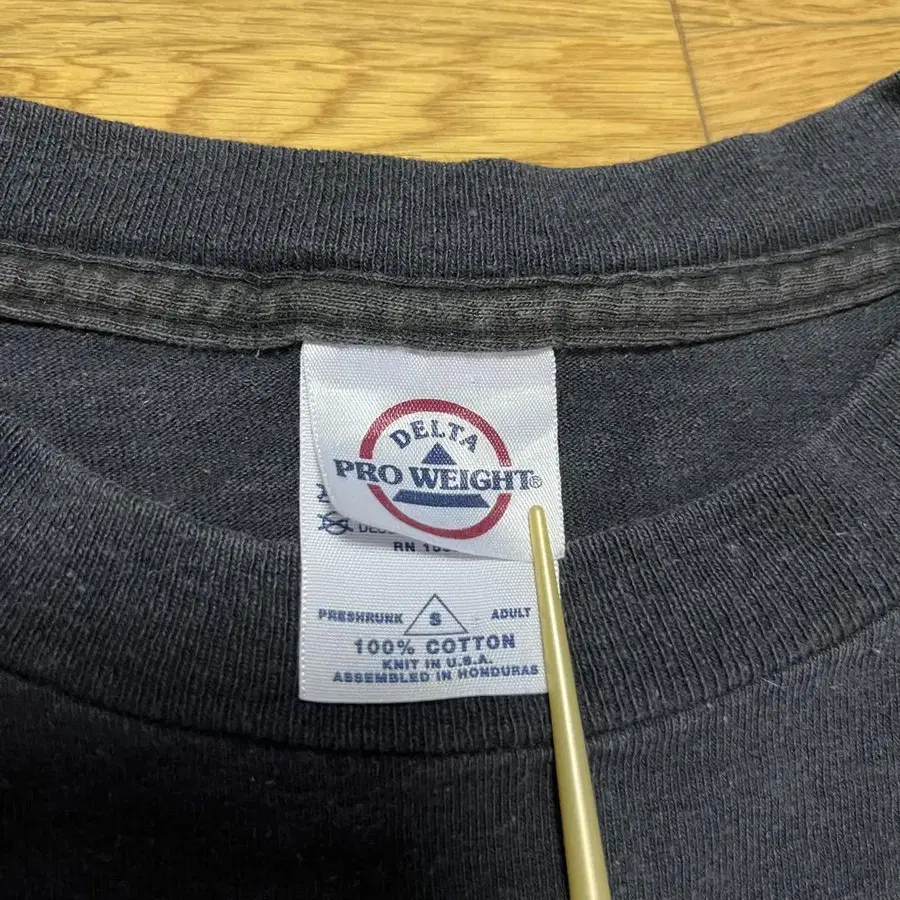 DELTA
PRO WEIGHT®
RN
PRESHRUNK S ADULT
100% COTTON
KNIT IN U.S.A.
ASSEMBLED IN HONDURAS